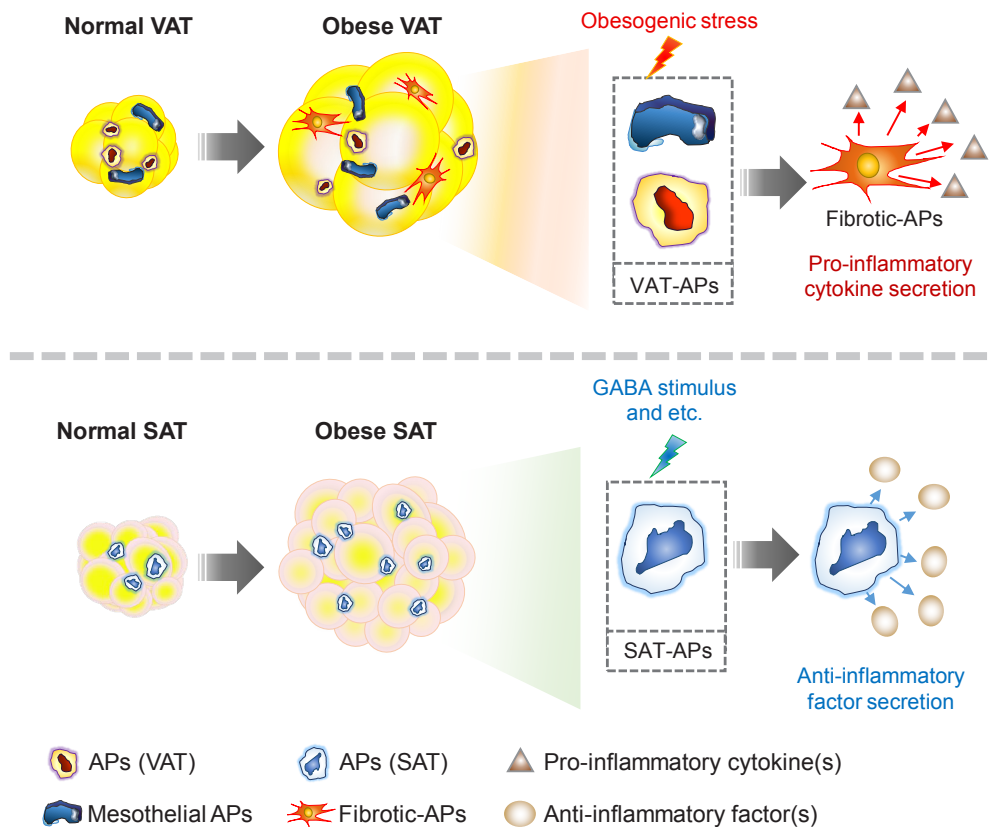 Normal VAT
Obese VAT
Obesogenic stress
VAT-APs
Fibrotic-APs
Pro-inflammatory
cytokine secretion
GABA stimulus
and etc.
Normal SAT
Obese SAT
SAT-APs
Anti-inflammatory
factor secretion
APs (VAT)
APs (SAT)
Pro-inflammatory cytokine(s)
Mesothelial APs
Fibrotic-APs
Anti-inflammatory factor(s)